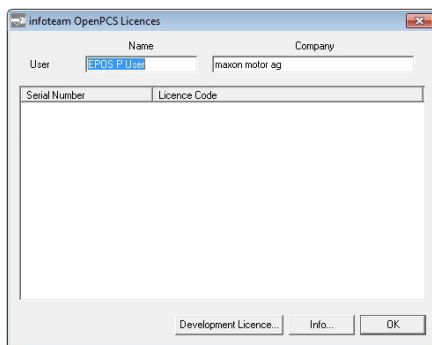 infoteam OpenPCS Licences
Name Company
User EPOS P User maxon motor ag
Serial Number Licence Code
Development Licence... Info... OK